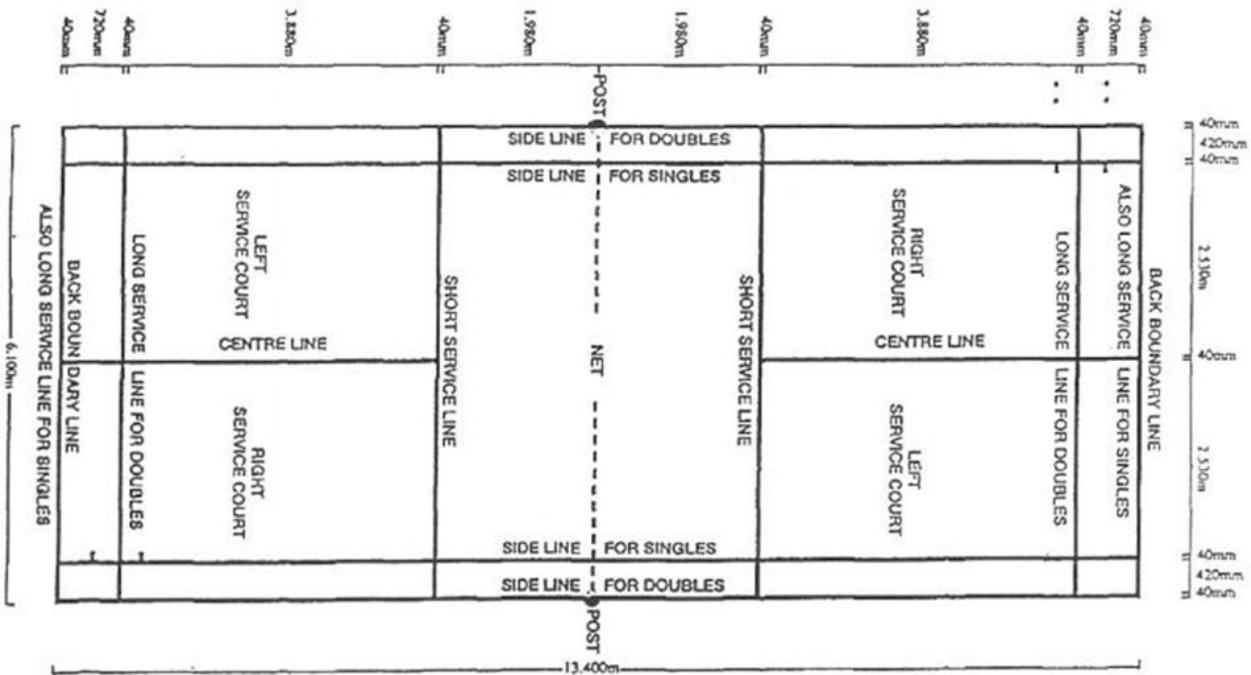 40mm
720mm
40mm
3.880m
40mm
1.980m
1.980m
40mm
3.880m
40mm
720mm
40mm
POST
SIDE LINE FOR DOUBLES
SIDE LINE FOR SINGLES
40mm
420mm
40mm
2.530m
40mm
2.530m
40mm
420mm
40mm
6.100m
ALSO LONG SERVICE LINE FOR SINGLES
BACK BOUNDARY LINE
LONG SERVICE LINE FOR DOUBLES
LEFT
SERVICE COURT
CENTRE LINE
RIGHT
SERVICE COURT
SHORT SERVICE LINE
NET
SHORT SERVICE LINE
RIGHT
SERVICE COURT
CENTRE LINE
LEFT
SERVICE COURT
LONG SERVICE LINE FOR DOUBLES
ALSO LONG SERVICE LINE FOR SINGLES
BACK BOUNDARY LINE
SIDE LINE FOR SINGLES
SIDE LINE FOR DOUBLES
POST
13.400m